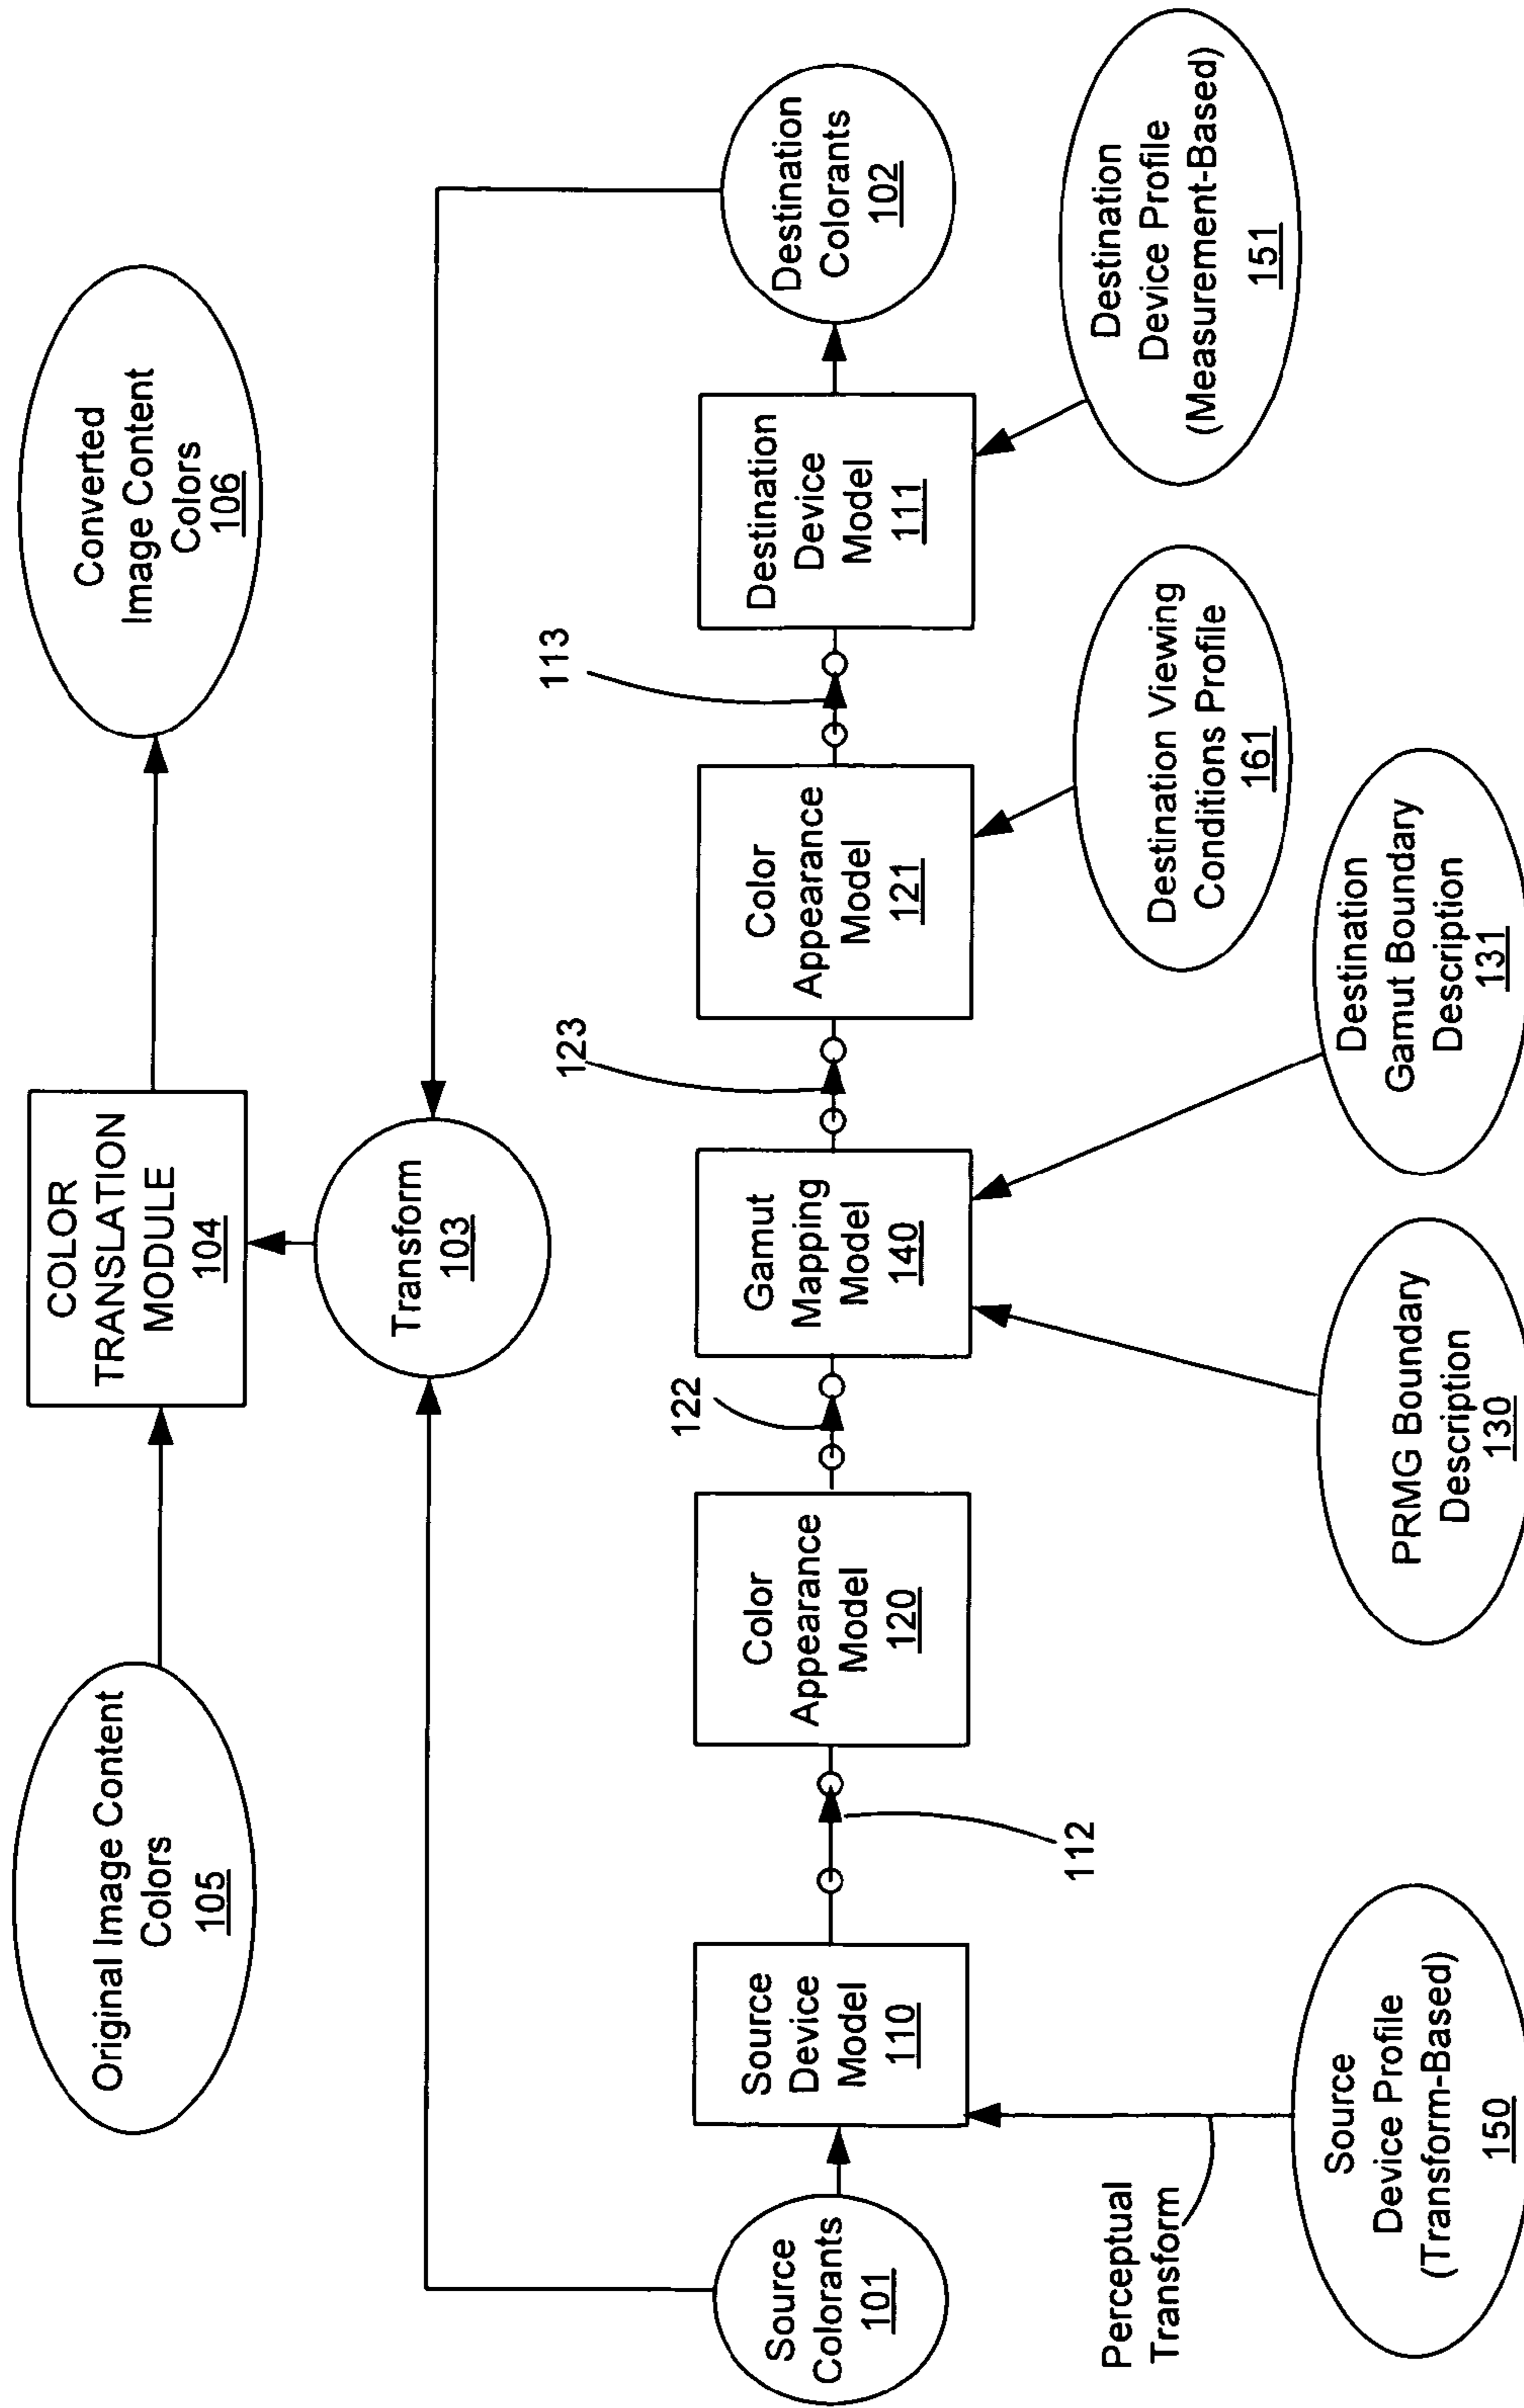 Original Image Content
Colors
105
COLOR
TRANSLATION
MODULE
104
Converted
Image Content
Colors
106
Transform
103
Source
Colorants
101
Source
Device
Model
110
112
Color
Appearance
Model
120
122
Gamut
Mapping
Model
140
123
Color
Appearance
Model
121
113
Destination
Device
Model
111
Destination
Colorants
102
Perceptual
Transform
Source
Device Profile
(Transform-Based)
150
PRMG Boundary
Description
130
Destination
Gamut Boundary
Description
131
Destination Viewing
Conditions Profile
161
Destination
Device Profile
(Measurement-Based)
151